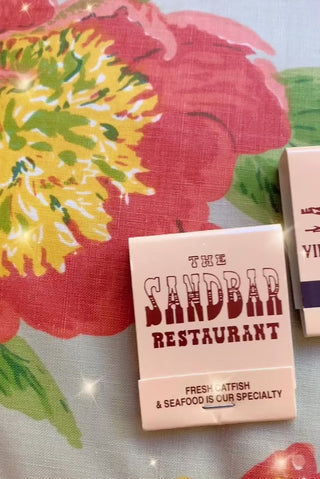 THE
SANDBAR
RESTAURANT
FRESH CATFISH
& SEAFOOD IS OUR SPECIALTY